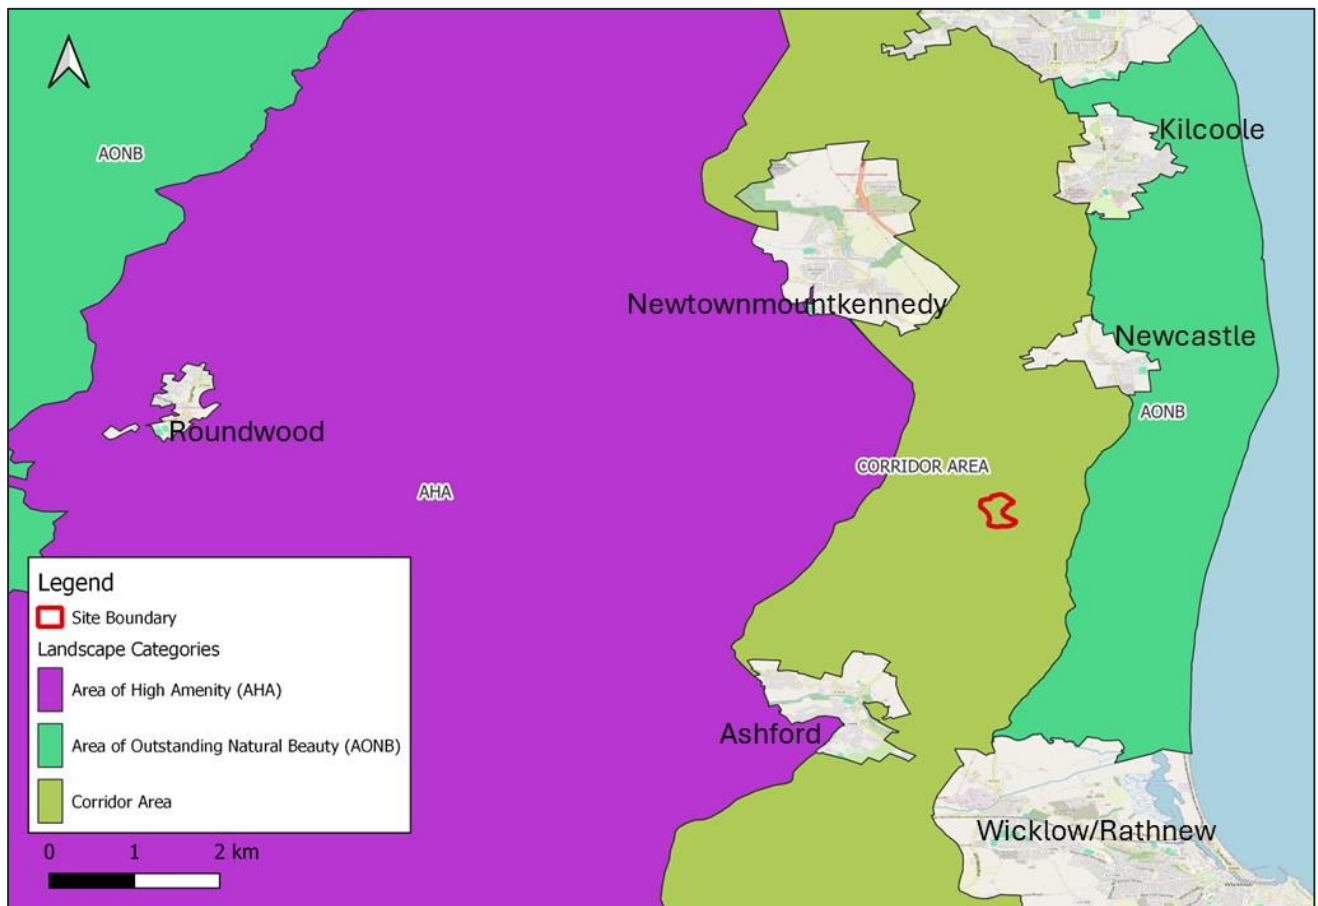 Kilcoole
AONB
Newtownmountkennedy
Newcastle
AONB
Roundwood
CORRIDOR AREA
AHA
Legend
Site Boundary
Landscape Categories
Area of High Amenity (AHA)
Area of Outstanding Natural Beauty (AONB)
Corridor Area
Ashford
Wicklow/Rathnew
0 1 2 km